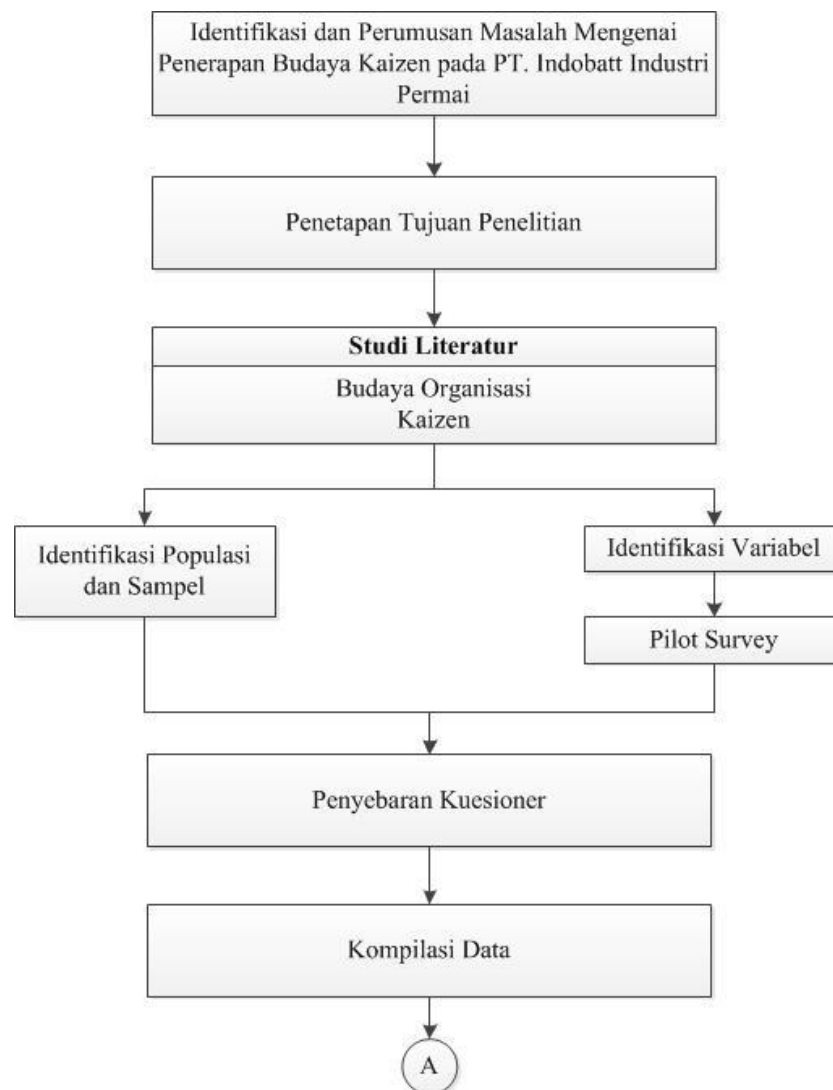 Identifikasi dan Perumusan Masalah Mengenai
Penerapan Budaya Kaizen pada PT. Indobatt Industri
Permai
Penetapan Tujuan Penelitian
Studi Literatur
Budaya Organisasi
Kaizen
Identifikasi Populasi
dan Sampel
Identifikasi Variabel
Pilot Survey
Penyebaran Kuesioner
Kompilasi Data
A